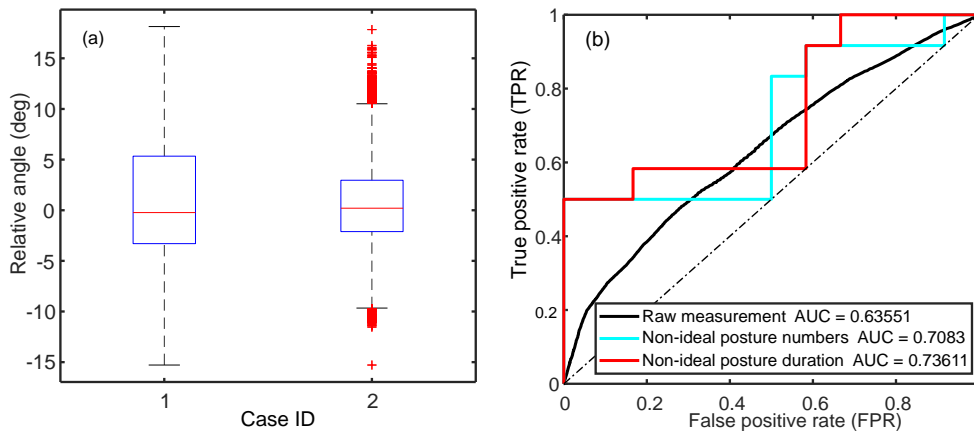 (a)
Relative angle (deg)
15
10
5
0
-5
-10
-15
1
2
Case ID
(b)
True positive rate (TPR)
1
0.8
0.6
0.4
0.2
0
Raw measurement AUC = 0.63551
Non-ideal posture numbers AUC = 0.7083
Non-ideal posture duration AUC = 0.73611
0
0.2
0.4
0.6
0.8
False positive rate (FPR)